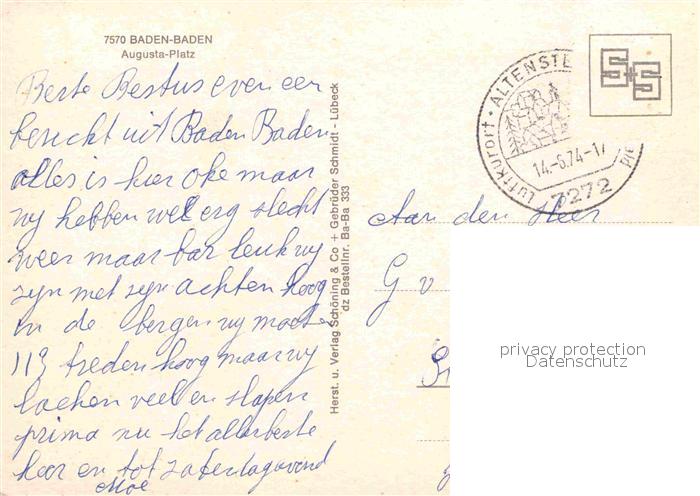 7570 BADEN-BADEN
Augusta-Platz
Beste Bestus even een
bericht uit Baden Baden
alles is hier oke maar
wy hebben wel erg slecht
weer maar bar leuk wy
zyn met zyn achten hoog
in de bergen wy moeten
113 treden hoog maar wy
lachen veel en slapen
prima nu het allerbeste
hoor en tot zaterdagavond
Moe
Herst. u. Verlag Schöning & Co + Gebrüder Schmidt - Lübeck
dz Bestellnr. Ba-Ba 333
Luftkurort · ALTENSTE
14.-6.74-17
7272
S+S
Aan den Heer
G v
privacy protection
Datenschutz